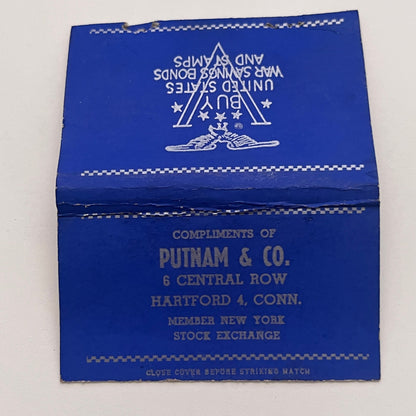 BUY
UNITED STATES
WAR SAVINGS BONDS
AND STAMPS
COMPLIMENTS OF
PUTNAM & CO.
6 CENTRAL ROW
HARTFORD 4, CONN.
MEMBER NEW YORK
STOCK EXCHANGE
CLOSE COVER BEFORE STRIKING MATCH